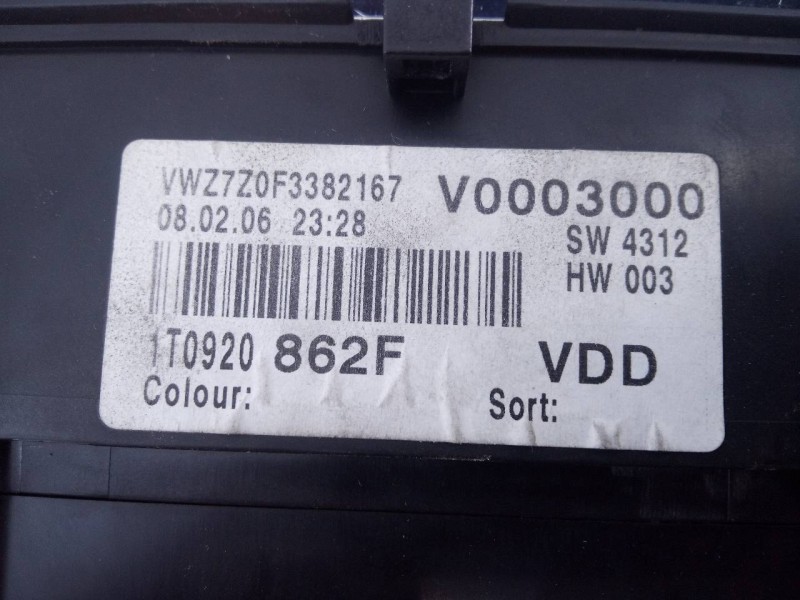 VWZ7Z0F3382167 V0003000
08.02.06 23:28 SW 4312
HW 003
1T0920 862F VDD
Colour: Sort: